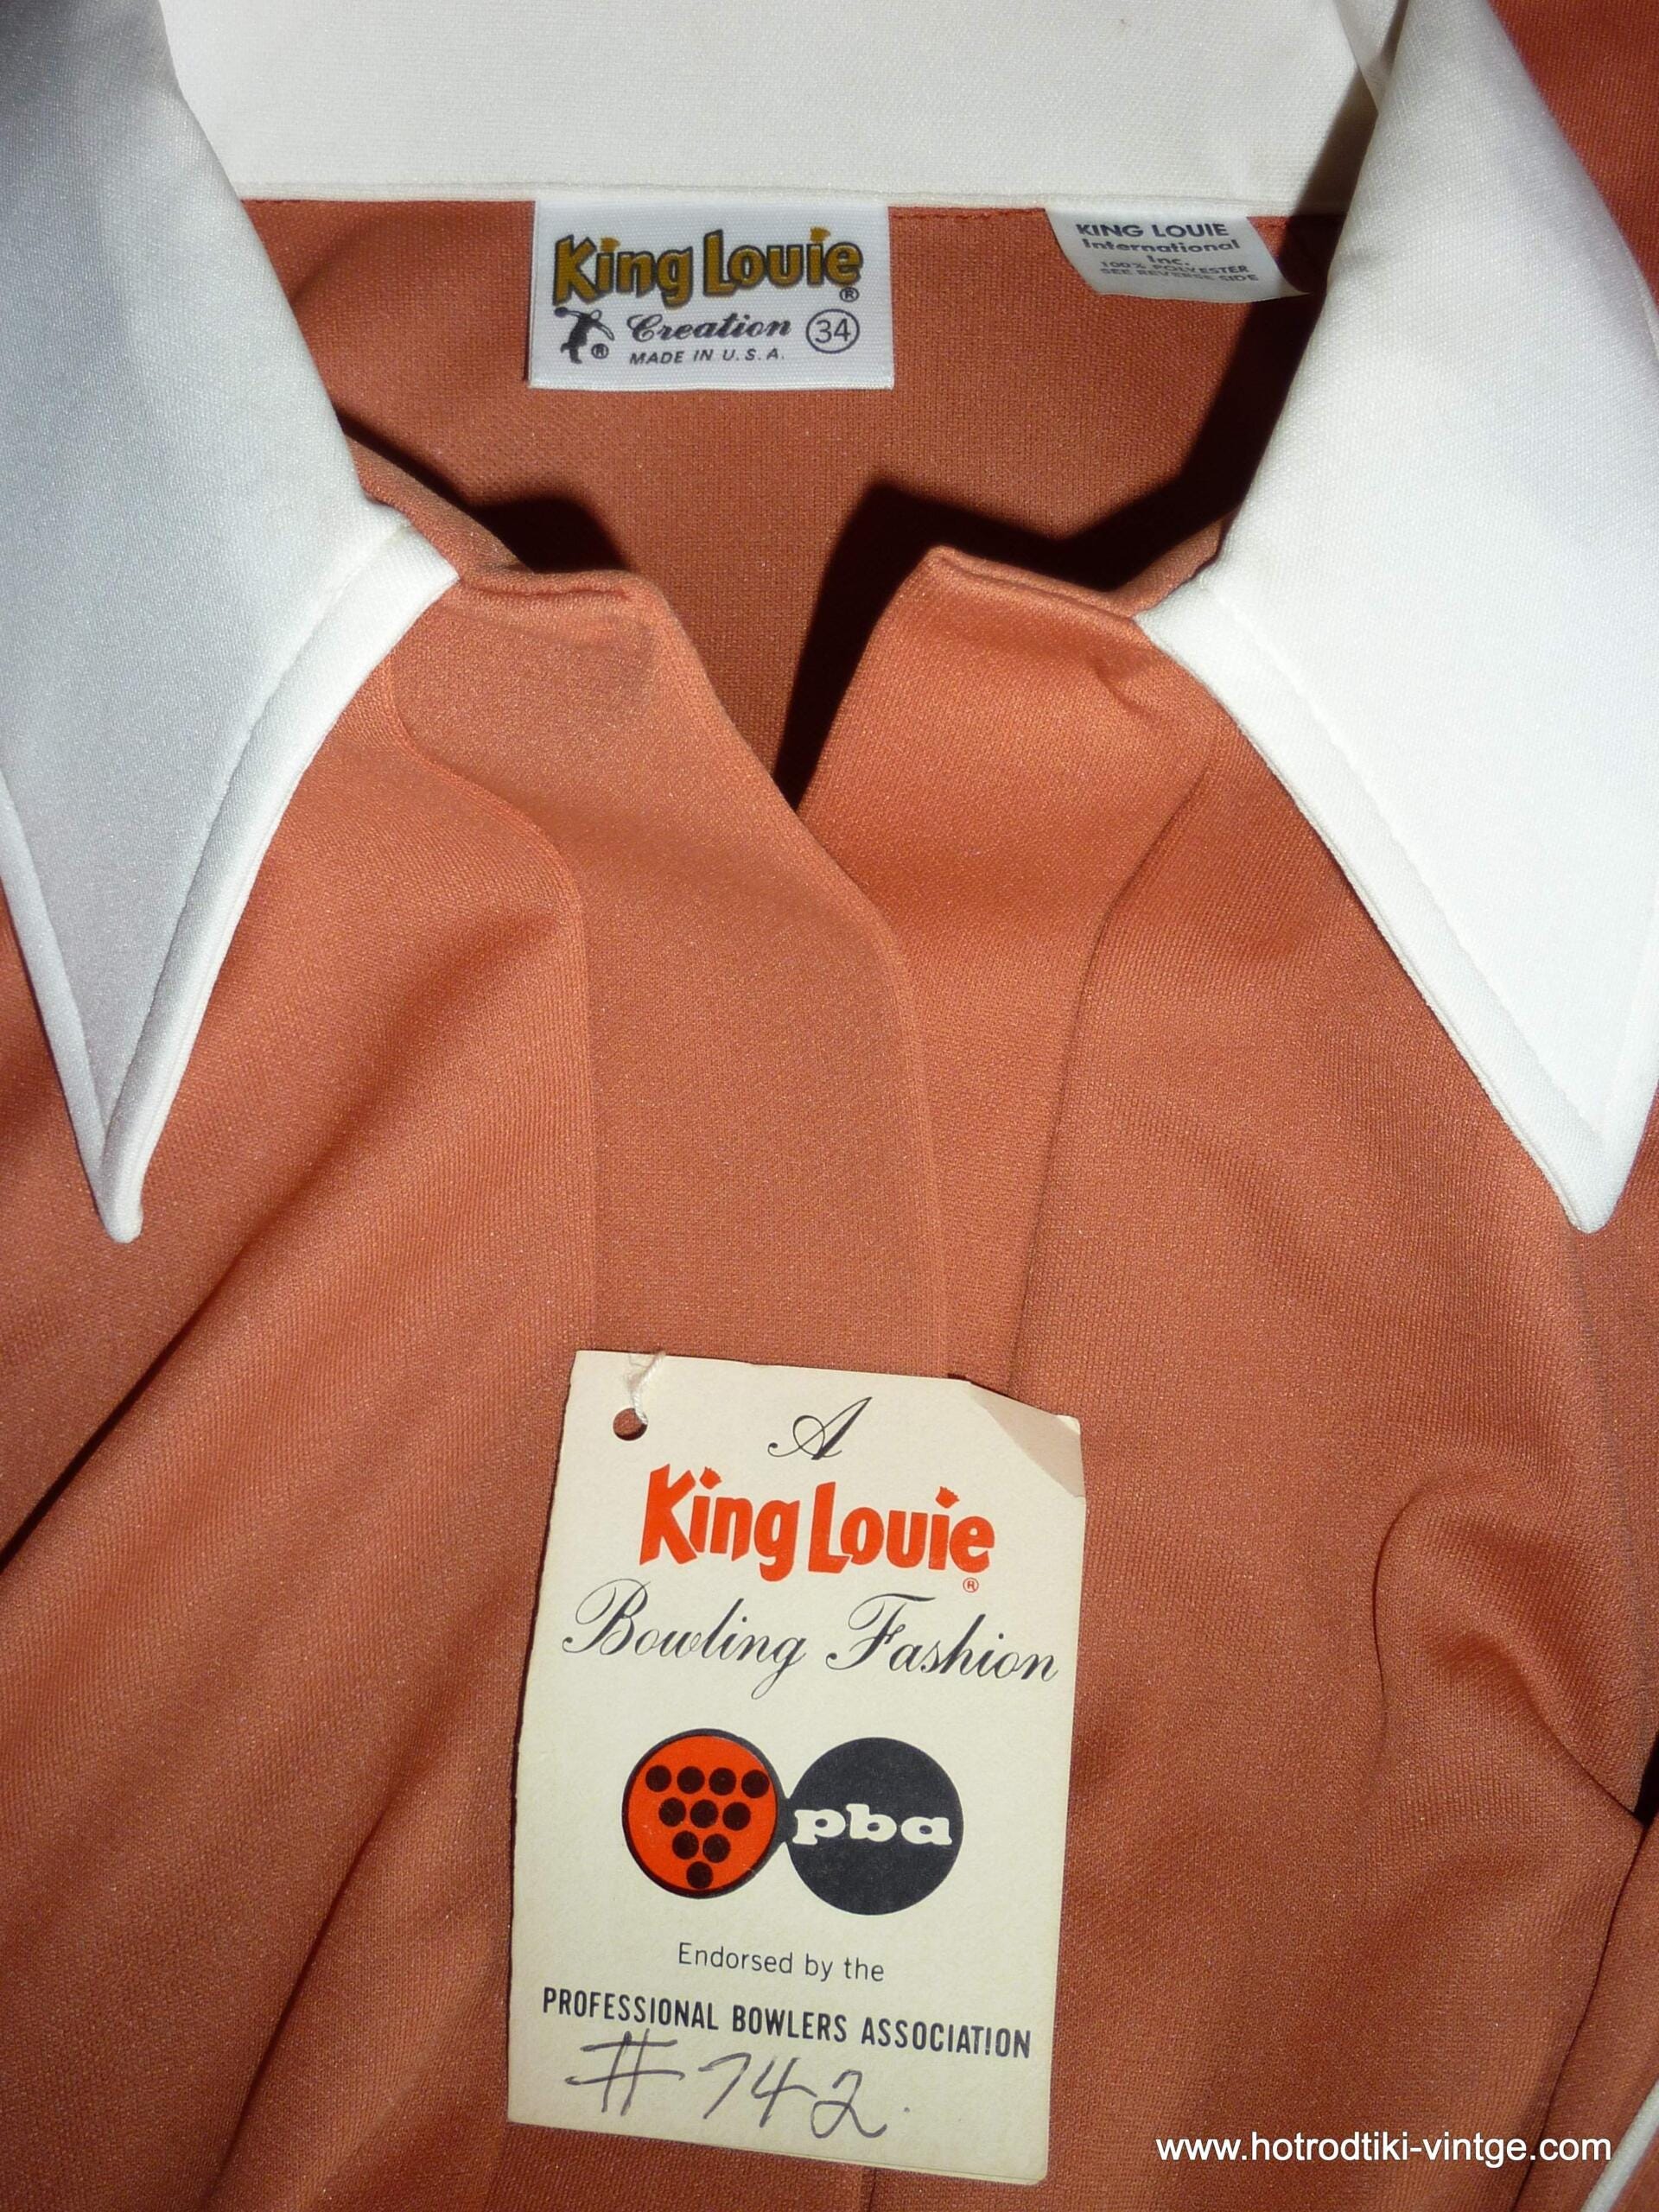 King Louie
®
® Creation 34
MADE IN U.S.A.
KING LOUIE
International
Inc.
100% POLYESTER
SEE REVERSE SIDE
A
King Louie
®
Bowling Fashion
pba
Endorsed by the
PROFESSIONAL BOWLERS ASSOCIATION
# 742.
www.hotrodtiki-vintge.com